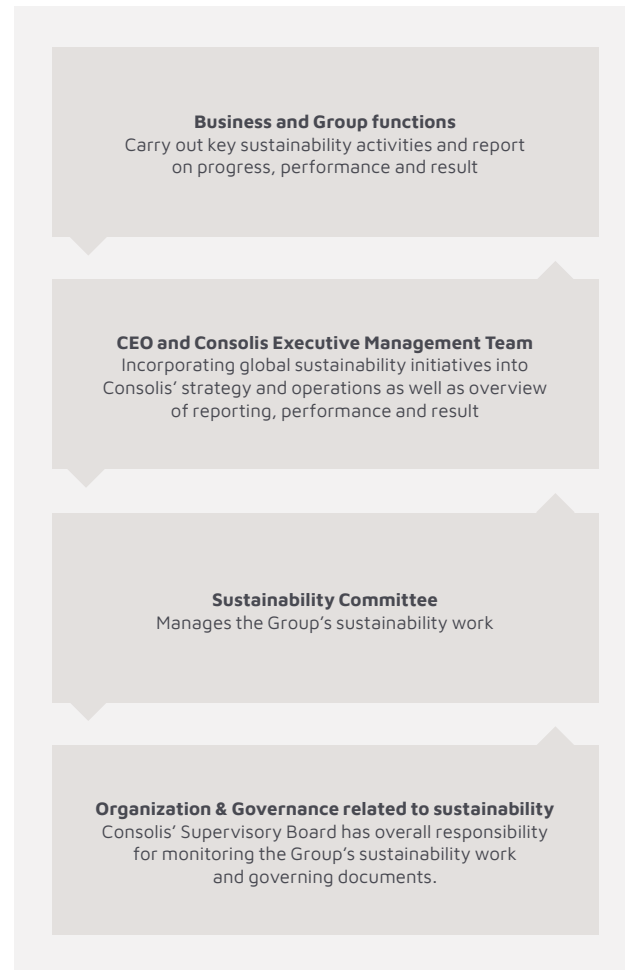 Business and Group functions
Carry out key sustainability activities and report
on progress, performance and result
CEO and Consolis Executive Management Team
Incorporating global sustainability initiatives into
Consolis’ strategy and operations as well as overview
of reporting, performance and result
Sustainability Committee
Manages the Group’s sustainability work
Organization & Governance related to sustainability
Consolis’ Supervisory Board has overall responsibility
for monitoring the Group’s sustainability work
and governing documents.